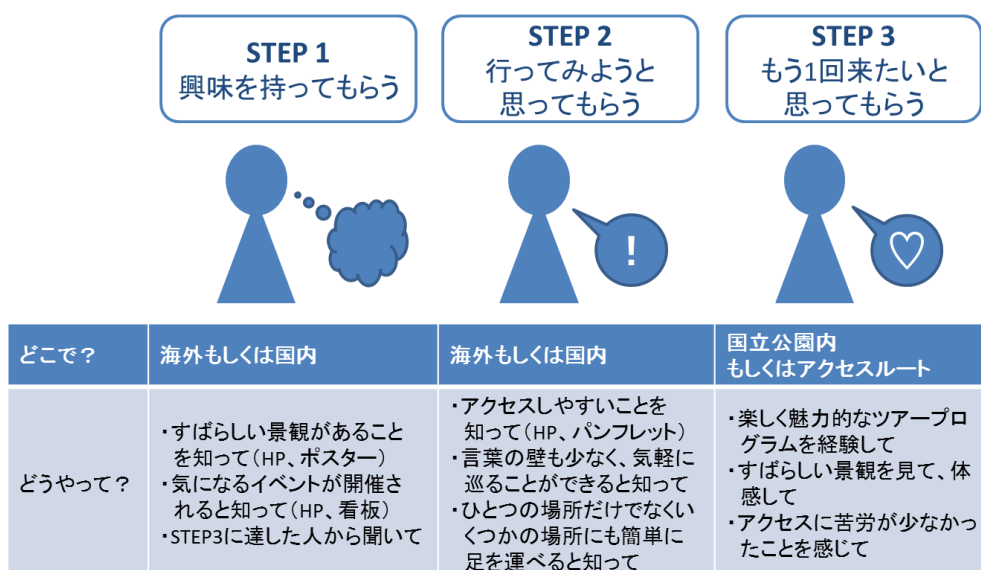 STEP 1
興味を持ってもらう
STEP 2
行ってみようと
思ってもらう
STEP 3
もう1回来たいと
思ってもらう
!
♡
どこで？
海外もしくは国内
海外もしくは国内
国立公園内
もしくはアクセスルート
どうやって？
・すばらしい景観があること
を知って（HP、ポスター）
・気になるイベントが開催さ
れると知って（HP、看板）
・STEP3に達した人から聞いて
・アクセスしやすいことを
知って（HP、パンフレット）
・言葉の壁も少なく、気軽に
巡ることができると知って
・ひとつの場所だけでなくい
くつかの場所にも簡単に
足を運べると知って
・楽しく魅力的なツアープロ
グラムを経験して
・すばらしい景観を見て、体
感して
・アクセスに苦労が少なかっ
たことを感じて